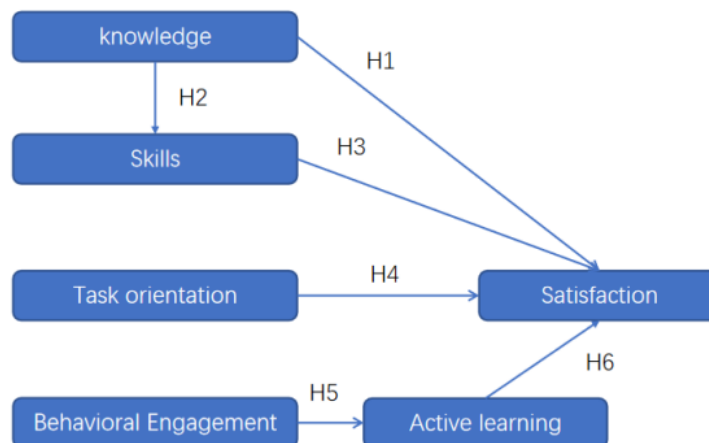 knowledge
H1
H2
Skills
H3
Task orientation
H4
Satisfaction
H6
H5
Behavioral Engagement
Active learning